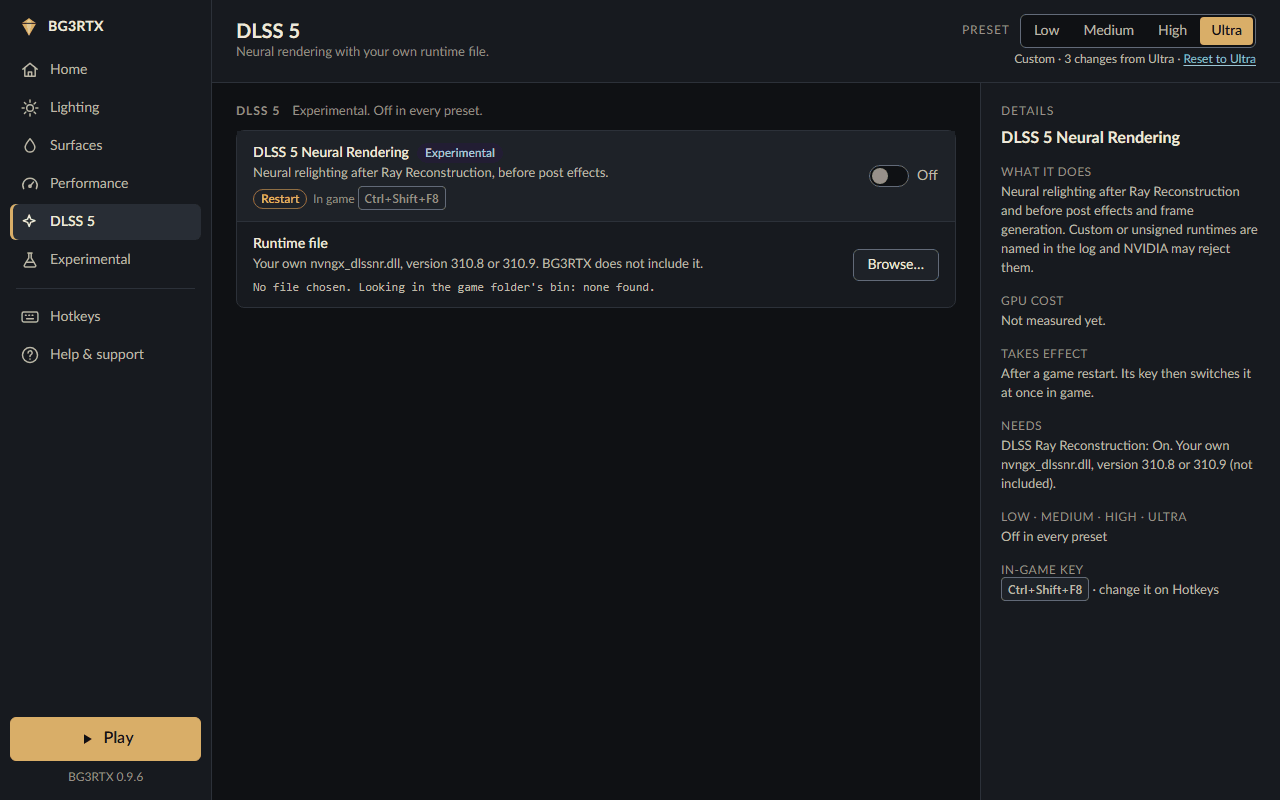 BG3RTX
Home
Lighting
Surfaces
Performance
DLSS 5
Experimental
Hotkeys
Help & support
Play
BG3RTX 0.9.6
DLSS 5
Neural rendering with your own runtime file.
PRESET
Low
Medium
High
Ultra
Custom · 3 changes from Ultra · Reset to Ultra
DLSS 5 Experimental. Off in every preset.
DLSS 5 Neural Rendering Experimental
Neural relighting after Ray Reconstruction, before post effects.
Restart In game Ctrl+Shift+F8
Off
Runtime file
Your own nvngx_dlssnr.dll, version 310.8 or 310.9. BG3RTX does not include it.
No file chosen. Looking in the game folder's bin: none found.
Browse...
DETAILS
DLSS 5 Neural Rendering
WHAT IT DOES
Neural relighting after Ray Reconstruction
and before post effects and frame
generation. Custom or unsigned runtimes are
named in the log and NVIDIA may reject
them.
GPU COST
Not measured yet.
TAKES EFFECT
After a game restart. Its key then switches it
at once in game.
NEEDS
DLSS Ray Reconstruction: On. Your own
nvngx_dlssnr.dll, version 310.8 or 310.9 (not
included).
LOW · MEDIUM · HIGH · ULTRA
Off in every preset
IN-GAME KEY
Ctrl+Shift+F8 · change it on Hotkeys